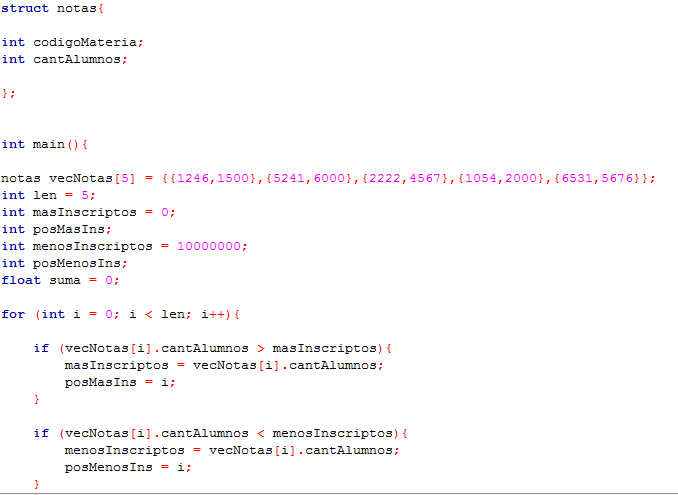 struct notas{
int codigoMateria;
int cantAlumnos;
};
int main(){
notas vecNotas[5] = {{1246,1500},{5241,6000},{2222,4567},{1054,2000},{6531,5676}};
int len = 5;
int masInscriptos = 0;
int posMasIns;
int menosInscriptos = 10000000;
int posMenosIns;
float suma = 0;
for (int i = 0; i < len; i++){
if (vecNotas[i].cantAlumnos > masInscriptos){
masInscriptos = vecNotas[i].cantAlumnos;
posMasIns = i;
}
if (vecNotas[i].cantAlumnos < menosInscriptos){
menosInscriptos = vecNotas[i].cantAlumnos;
posMenosIns = i;
}